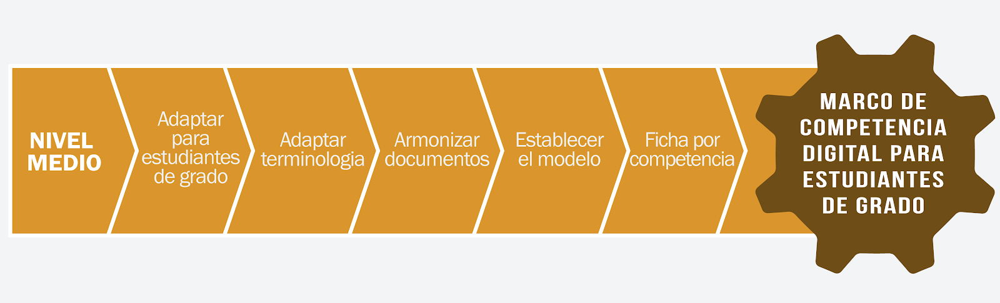 NIVEL
MEDIO
Adaptar
para
estudiantes
de grado
Adaptar
terminologia
Armonizar
documentos
Establecer
el modelo
Ficha por
competencia
MARCO DE
COMPETENCIA
DIGITAL PARA
ESTUDIANTES
DE GRADO